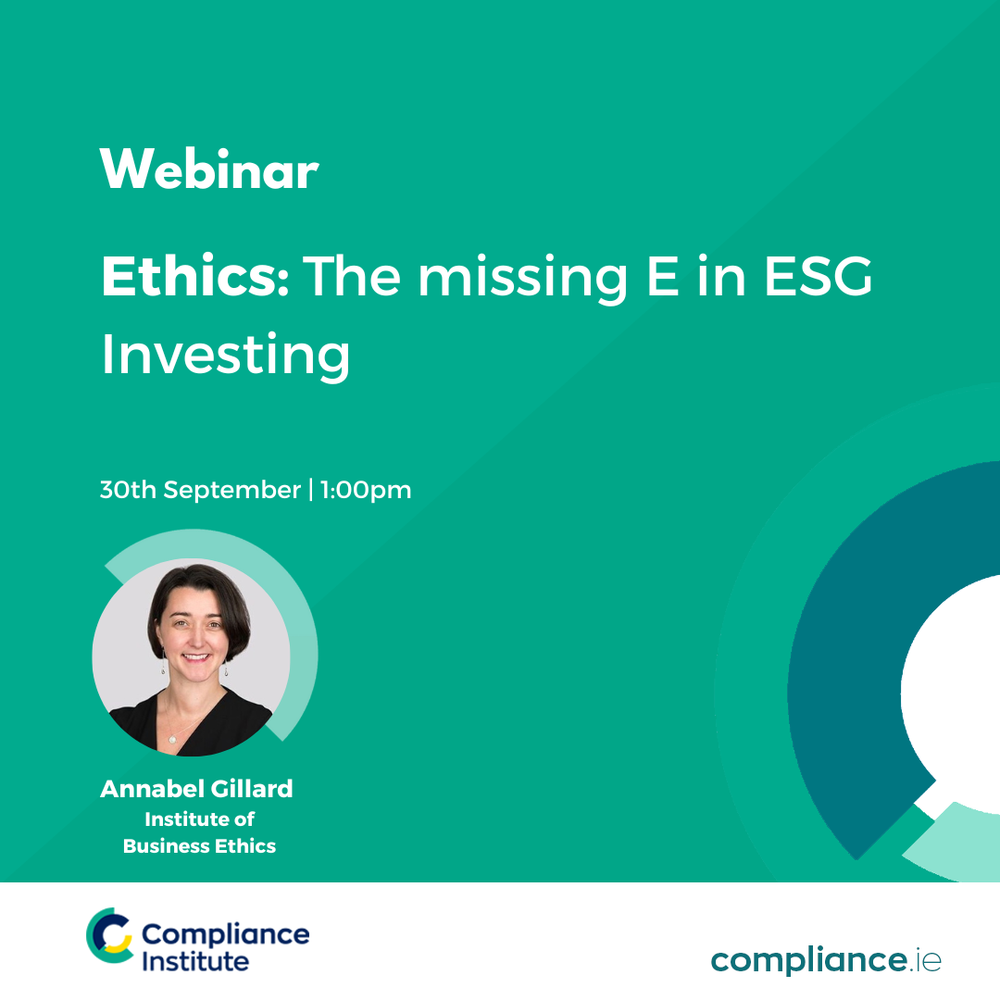 Webinar
Ethics: The missing E in ESG
Investing
30th September | 1:00pm
Annabel Gillard
Institute of
Business Ethics
Compliance
Institute
compliance.ie